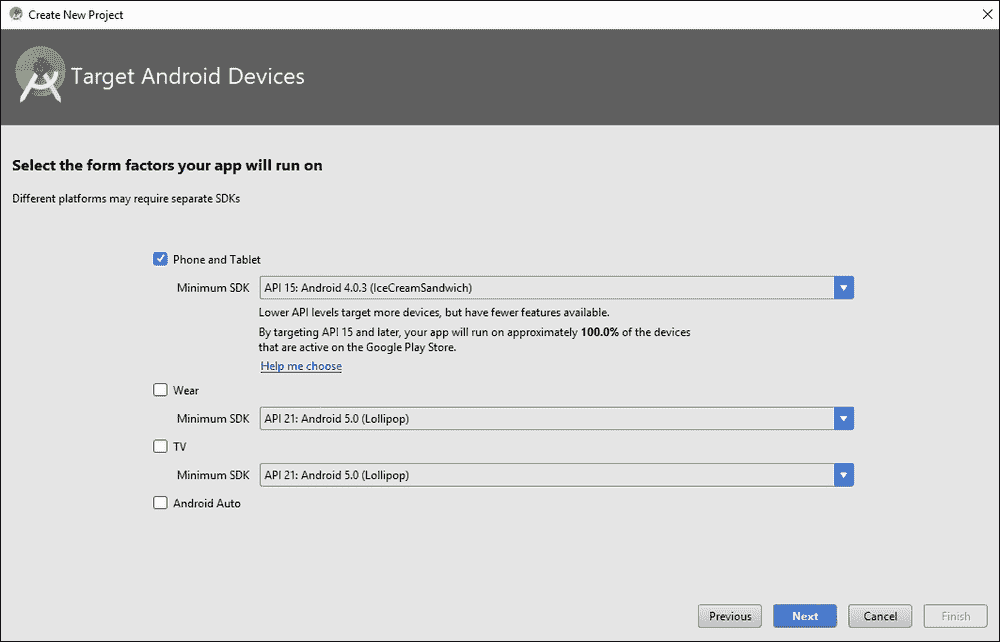 Create New Project
Target Android Devices
Select the form factors your app will run on
Different platforms may require separate SDKs
Phone and Tablet
Minimum SDK API 15: Android 4.0.3 (IceCreamSandwich)
Lower API levels target more devices, but have fewer features available.
By targeting API 15 and later, your app will run on approximately 100.0% of the devices
that are active on the Google Play Store.
Help me choose
Wear
Minimum SDK API 21: Android 5.0 (Lollipop)
TV
Minimum SDK API 21: Android 5.0 (Lollipop)
Android Auto
Previous Next Cancel Finish